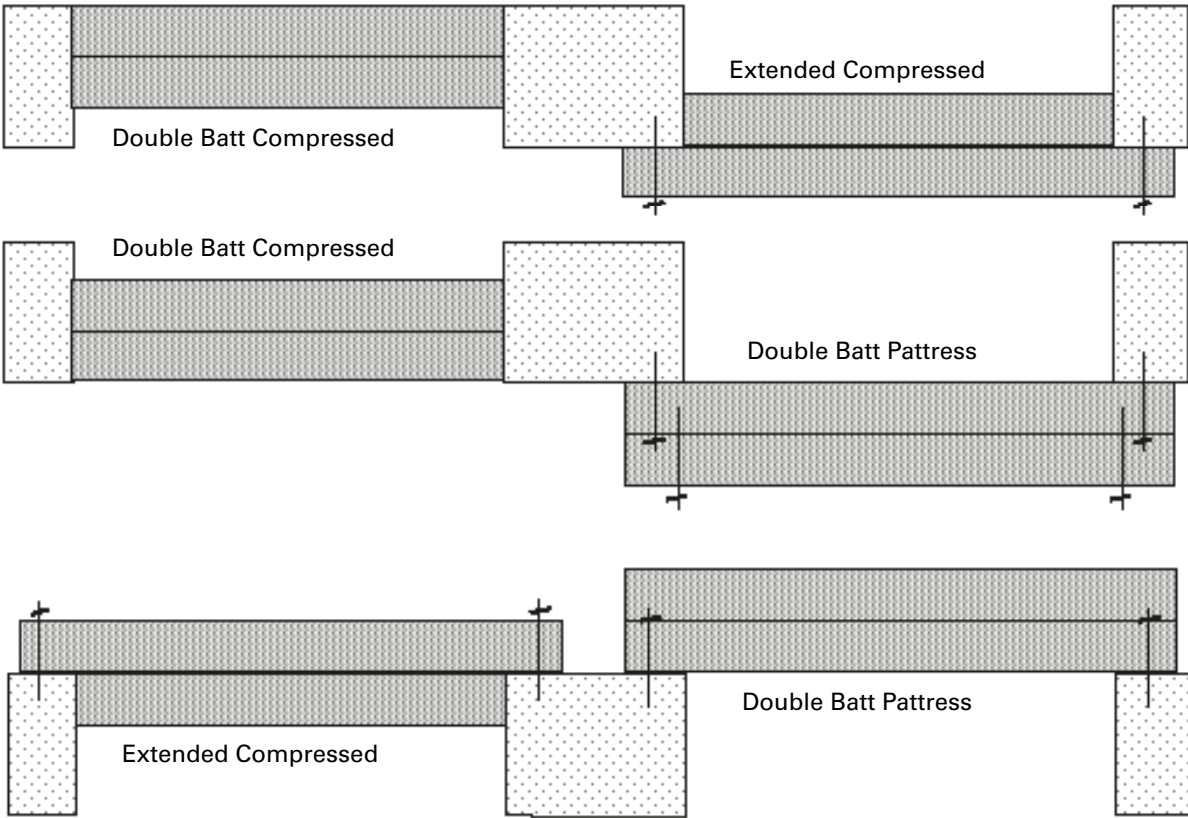 Extended Compressed
Double Batt Compressed
Double Batt Compressed
Double Batt Pattress
Double Batt Pattress
Extended Compressed